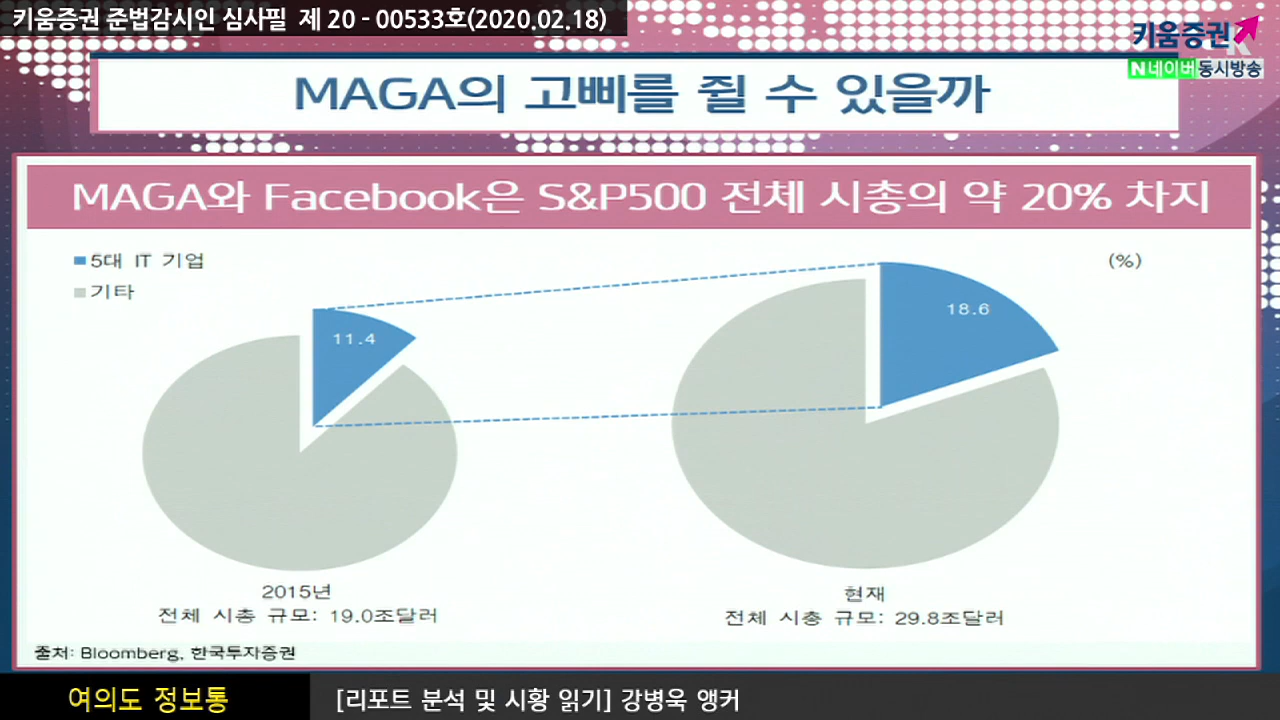 키움증권 준법감시인 심사필 제 20 - 00533호(2020.02.18)
키움증권
N 네이버 동시방송
MAGA의 고삐를 쥘 수 있을까
MAGA와 Facebook은 S&P500 전체 시총의 약 20% 차지
5대 IT 기업
(%)
기타
11.4
18.6
2015년
전체 시총 규모: 19.0조달러
현재
전체 시총 규모: 29.8조달러
출처: Bloomberg, 한국투자증권
여의도 정보통
[리포트 분석 및 시황 읽기] 강병욱 앵커